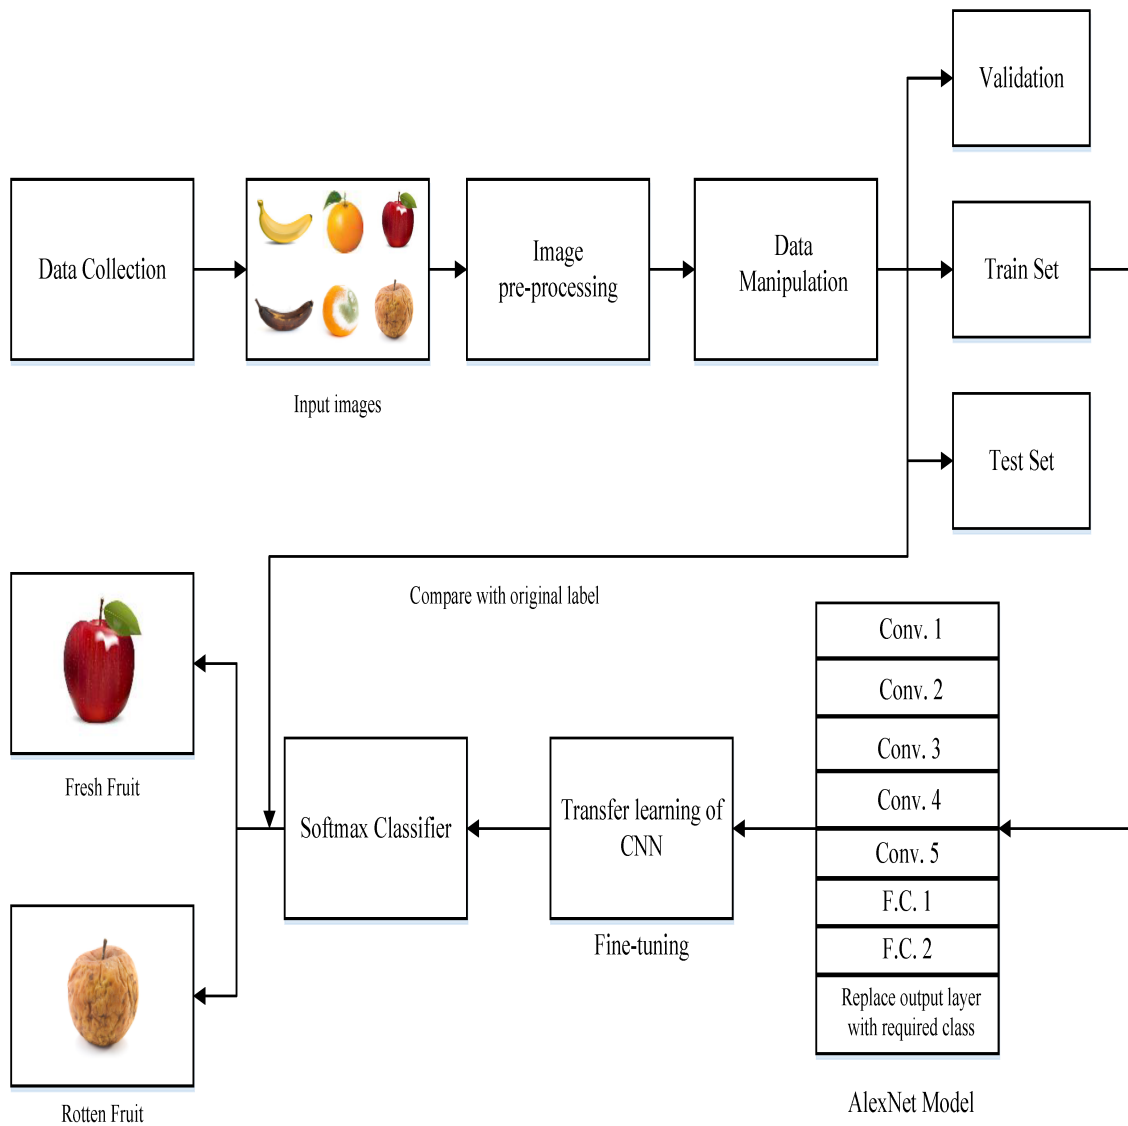 Validation
Data Collection
Image
pre-processing
Data
Manipulation
Train Set
Input images
Test Set
Compare with original label
Conv. 1
Conv. 2
Conv. 3
Conv. 4
Conv. 5
F.C. 1
F.C. 2
Replace output layer
with required class
AlexNet Model
Transfer learning of
CNN
Fine-tuning
Softmax Classifier
Fresh Fruit
Rotten Fruit